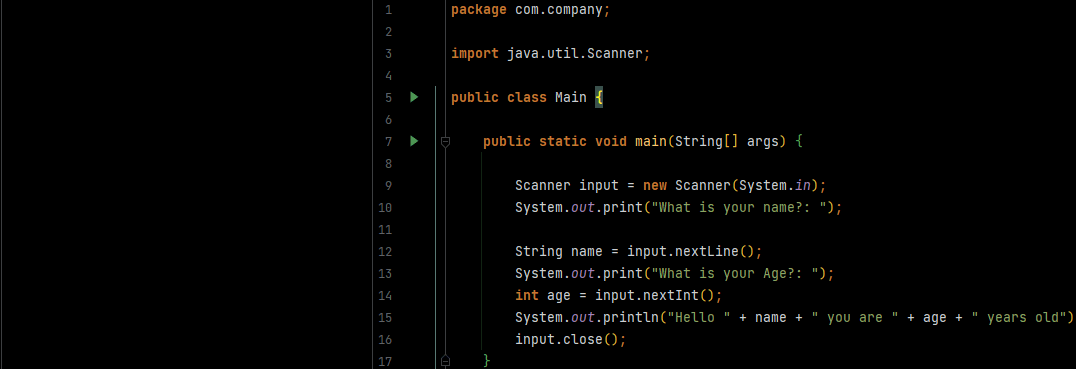 1 package com.company;
2
3 import java.util.Scanner;
4
5 public class Main {
6
7 public static void main(String[] args) {
8
9 Scanner input = new Scanner(System.in);
10 System.out.print("What is your name?: ");
11
12 String name = input.nextLine();
13 System.out.print("What is your Age?: ");
14 int age = input.nextInt();
15 System.out.println("Hello " + name + " you are " + age + " years old")
16 input.close();
17 }